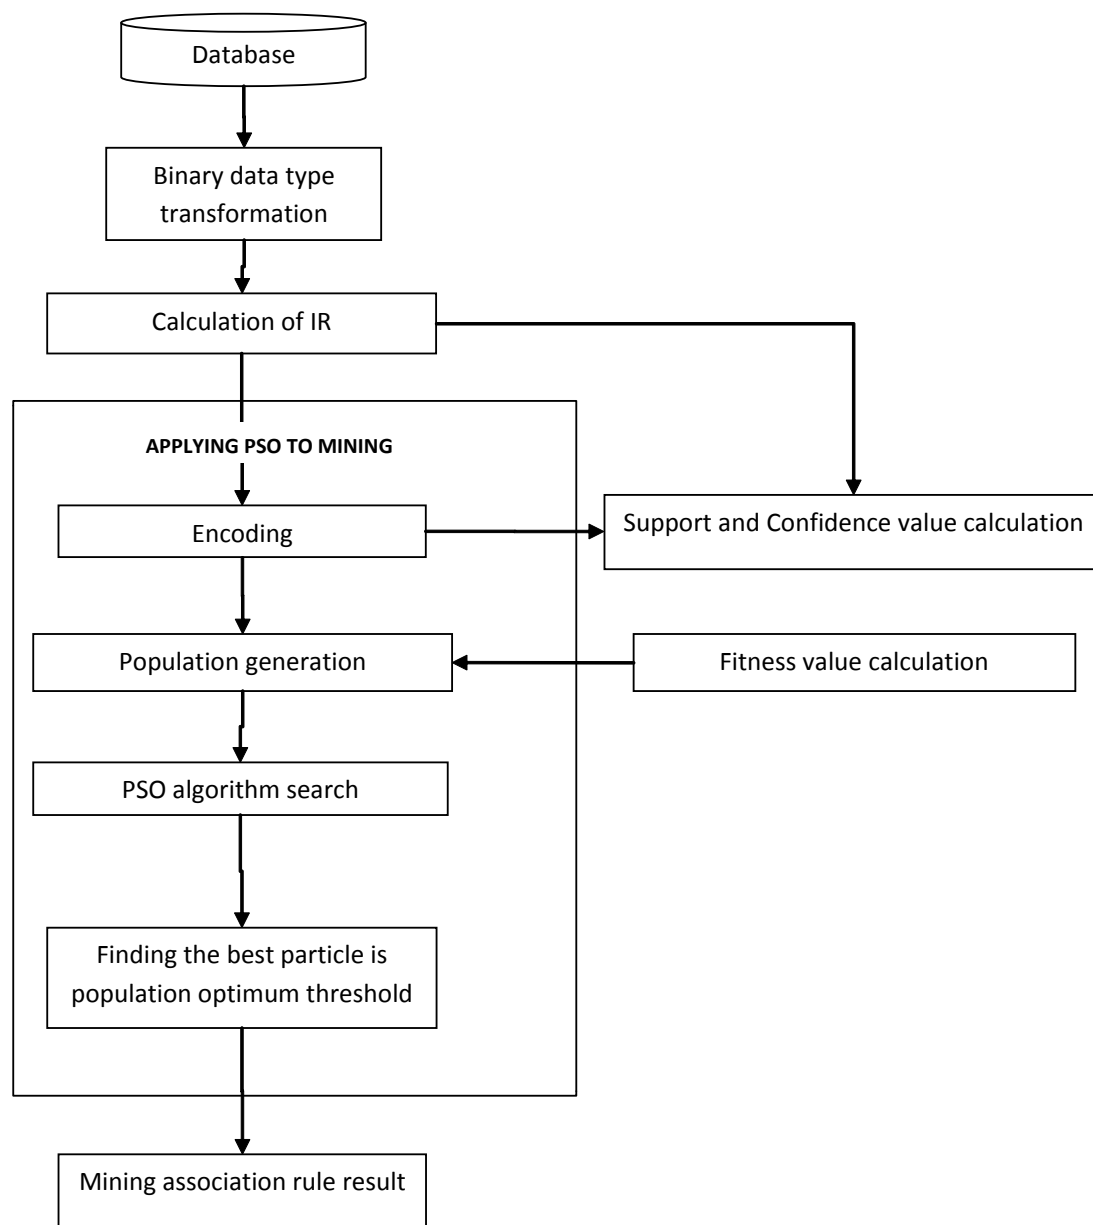 Database
Binary data type
transformation
Calculation of IR
APPLYING PSO TO MINING
Encoding
Support and Confidence value calculation
Population generation
Fitness value calculation
PSO algorithm search
Finding the best particle is
population optimum threshold
Mining association rule result